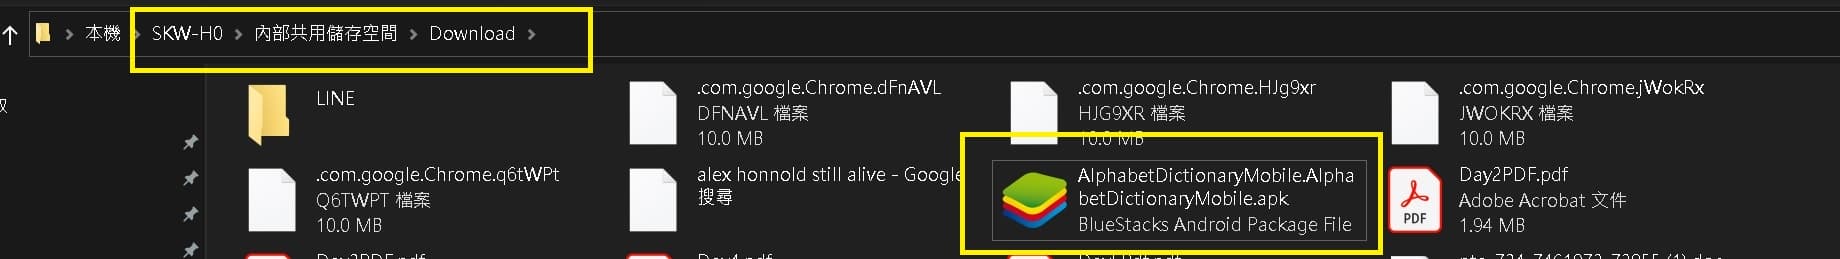 本機 > SKW-H0 > 內部共用儲存空間 > Download >
LINE
.com.google.Chrome.dFnAVL
DFNAVL 檔案
10.0 MB
.com.google.Chrome.HJg9xr
HJG9XR 檔案
10.0 MB
.com.google.Chrome.jWokRx
JWOKRX 檔案
10.0 MB
.com.google.Chrome.q6tWPt
Q6TWPT 檔案
10.0 MB
alex honnold still alive - Google
搜尋
AlphabetDictionaryMobile.Alpha
betDictionaryMobile.apk
BlueStacks Android Package File
PDF
Day2PDF.pdf
Adobe Acrobat 文件
1.94 MB